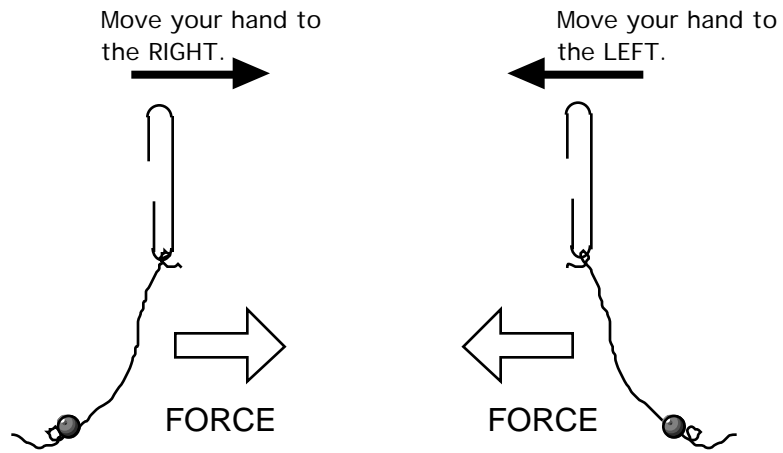 Move your hand to
the RIGHT.
Move your hand to
the LEFT.
FORCE
FORCE